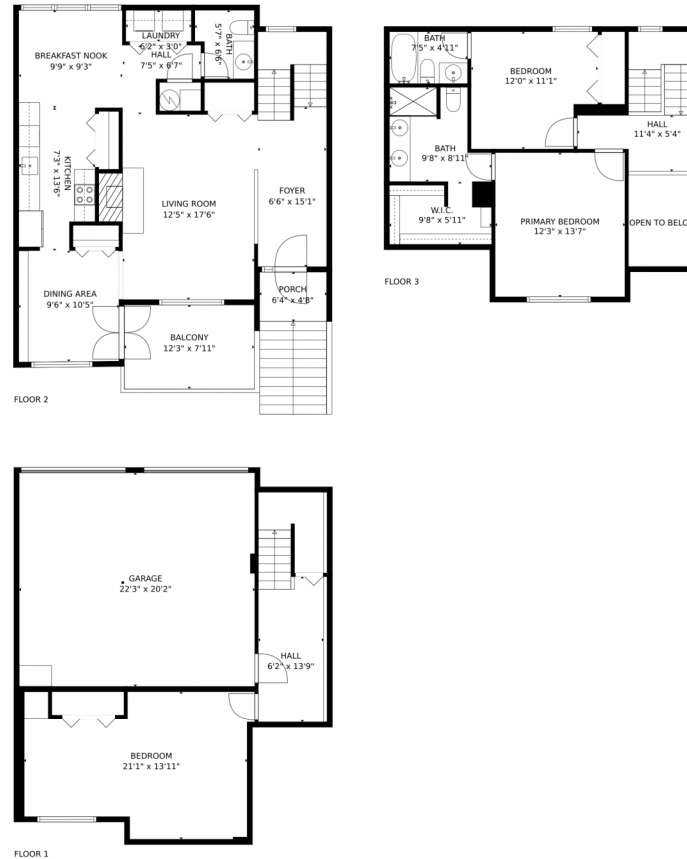 LAUNDRY
6'2" x 3'0"
HALL
7'5" x 6'7"
BATH
5'7" x 6'6"
BREAKFAST NOOK
9'9" x 9'3"
KITCHEN
7'3" x 13'6"
LIVING ROOM
12'5" x 17'6"
FOYER
6'6" x 15'1"
DINING AREA
9'6" x 10'5"
PORCH
6'4" x 4'8"
BALCONY
12'3" x 7'11"
FLOOR 2
BATH
7'5" x 4'11"
BEDROOM
12'0" x 11'1"
HALL
11'4" x 5'4"
BATH
9'8" x 8'11"
W.I.C.
9'8" x 5'11"
PRIMARY BEDROOM
12'3" x 13'7"
OPEN TO BELO
FLOOR 3
GARAGE
22'3" x 20'2"
HALL
6'2" x 13'9"
BEDROOM
21'1" x 13'11"
FLOOR 1